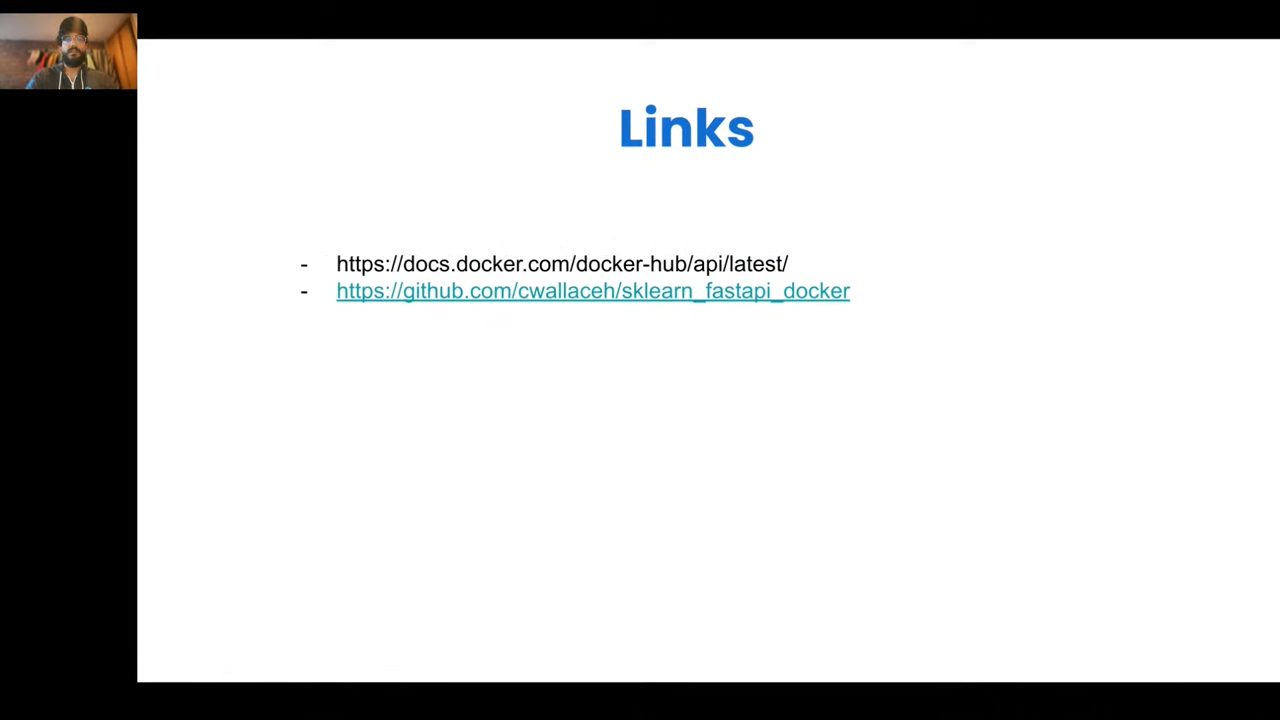 Links
- https://docs.docker.com/docker-hub/api/latest/
- https://github.com/cwallaceh/sklearn_fastapi_docker